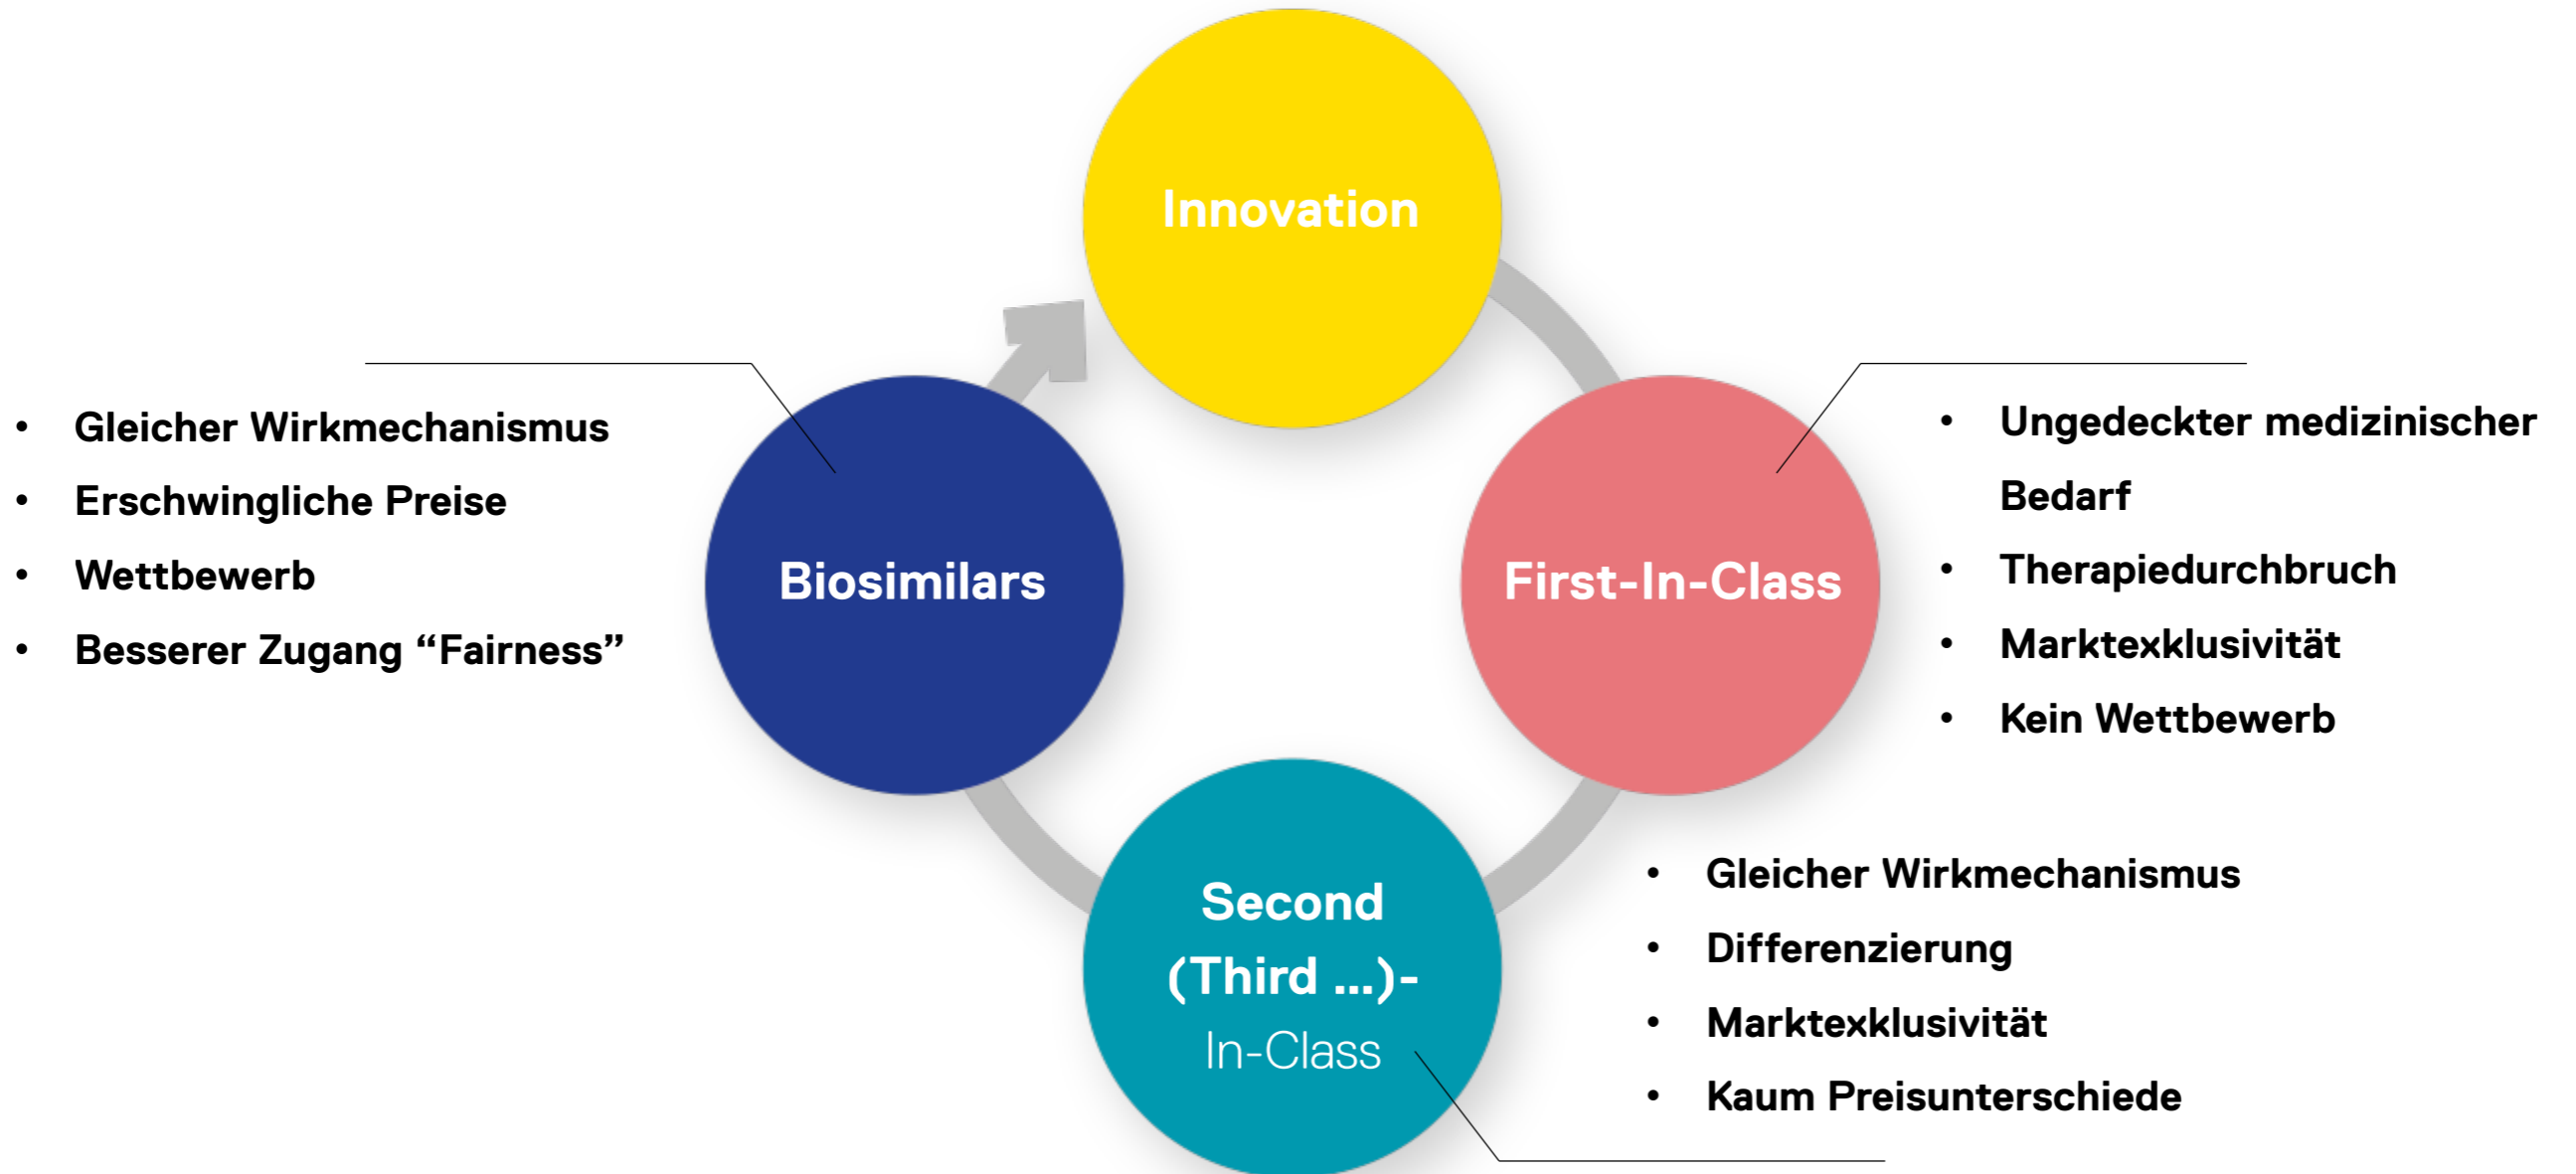 Innovation
• Gleicher Wirkmechanismus
• Erschwingliche Preise
• Wettbewerb
• Besserer Zugang “Fairness”
Biosimilars
First-In-Class
• Ungedeckter medizinischer
Bedarf
• Therapiedurchbruch
• Marktexklusivität
• Kein Wettbewerb
Second
(Third ...)-
In-Class
• Gleicher Wirkmechanismus
• Differenzierung
• Marktexklusivität
• Kaum Preisunterschiede